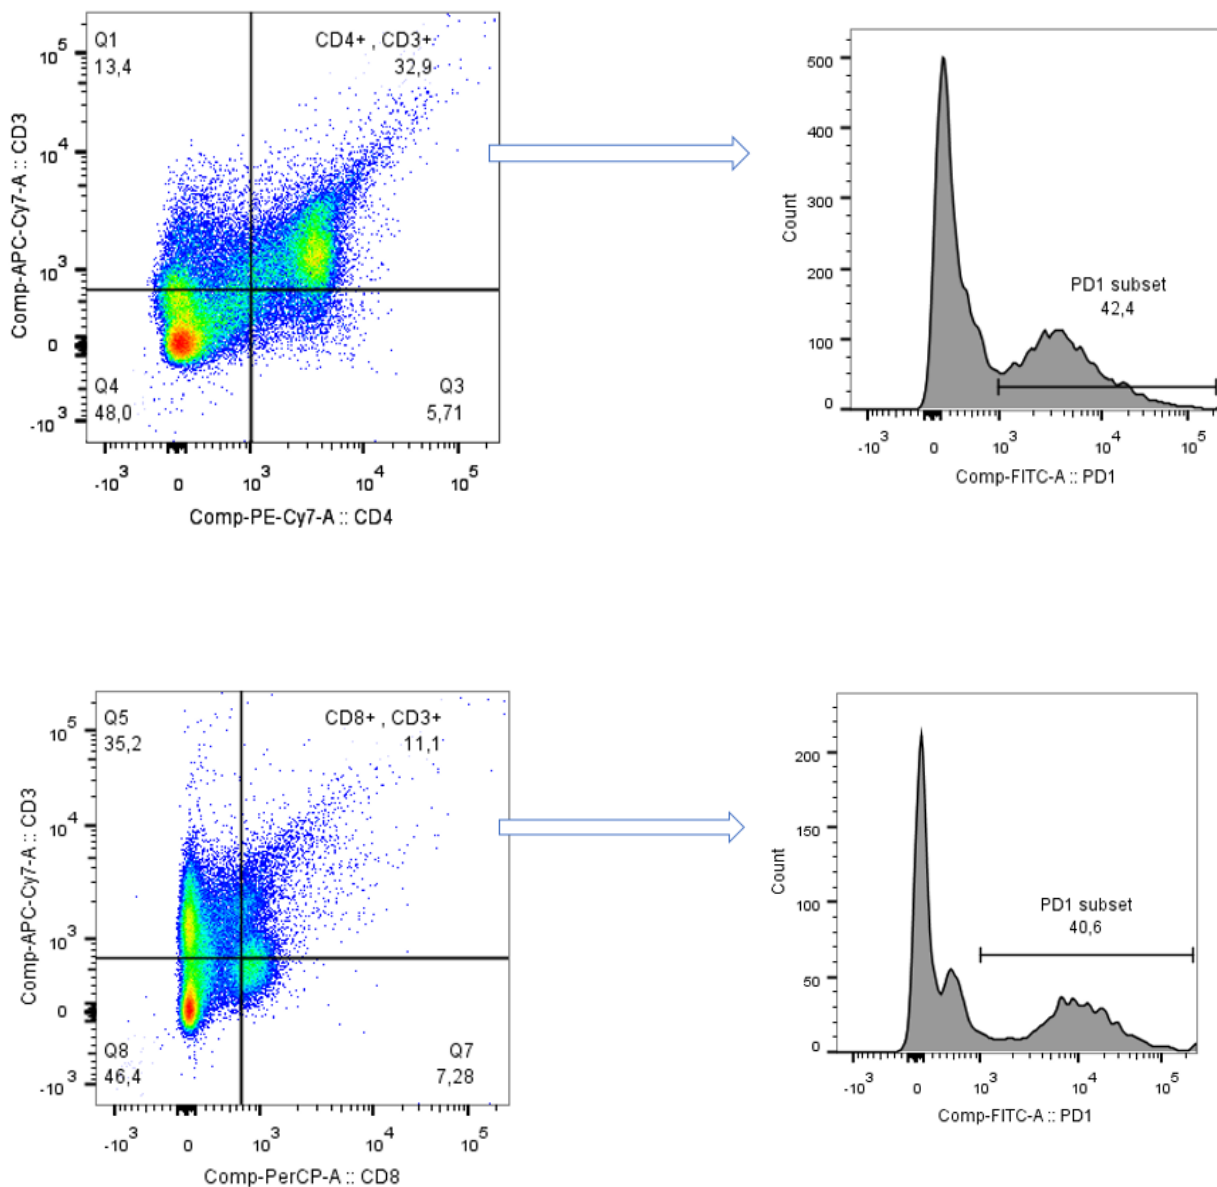 Q1
13,4
CD4+ , CD3+
32,9
Q4
48,0
Q3
5,71
10 5
10 4
10 3
0
-10 3
Comp-APC-Cy7-A :: CD3
-10 3
0
10 3
10 4
10 5
Comp-PE-Cy7-A :: CD4
500
400
300
200
100
0
Count
PD1 subset
42,4
-10 3
0
10 3
10 4
10 5
Comp-FITC-A :: PD1
Q5
35,2
CD8+ , CD3+
11,1
Q8
46,4
Q7
7,28
10 5
10 4
10 3
0
-10 3
Comp-APC-Cy7-A :: CD3
-10 3
0
10 3
10 4
10 5
Comp-PerCP-A :: CD8
200
150
100
50
0
Count
PD1 subset
40,6
-10 3
0
10 3
10 4
10 5
Comp-FITC-A :: PD1